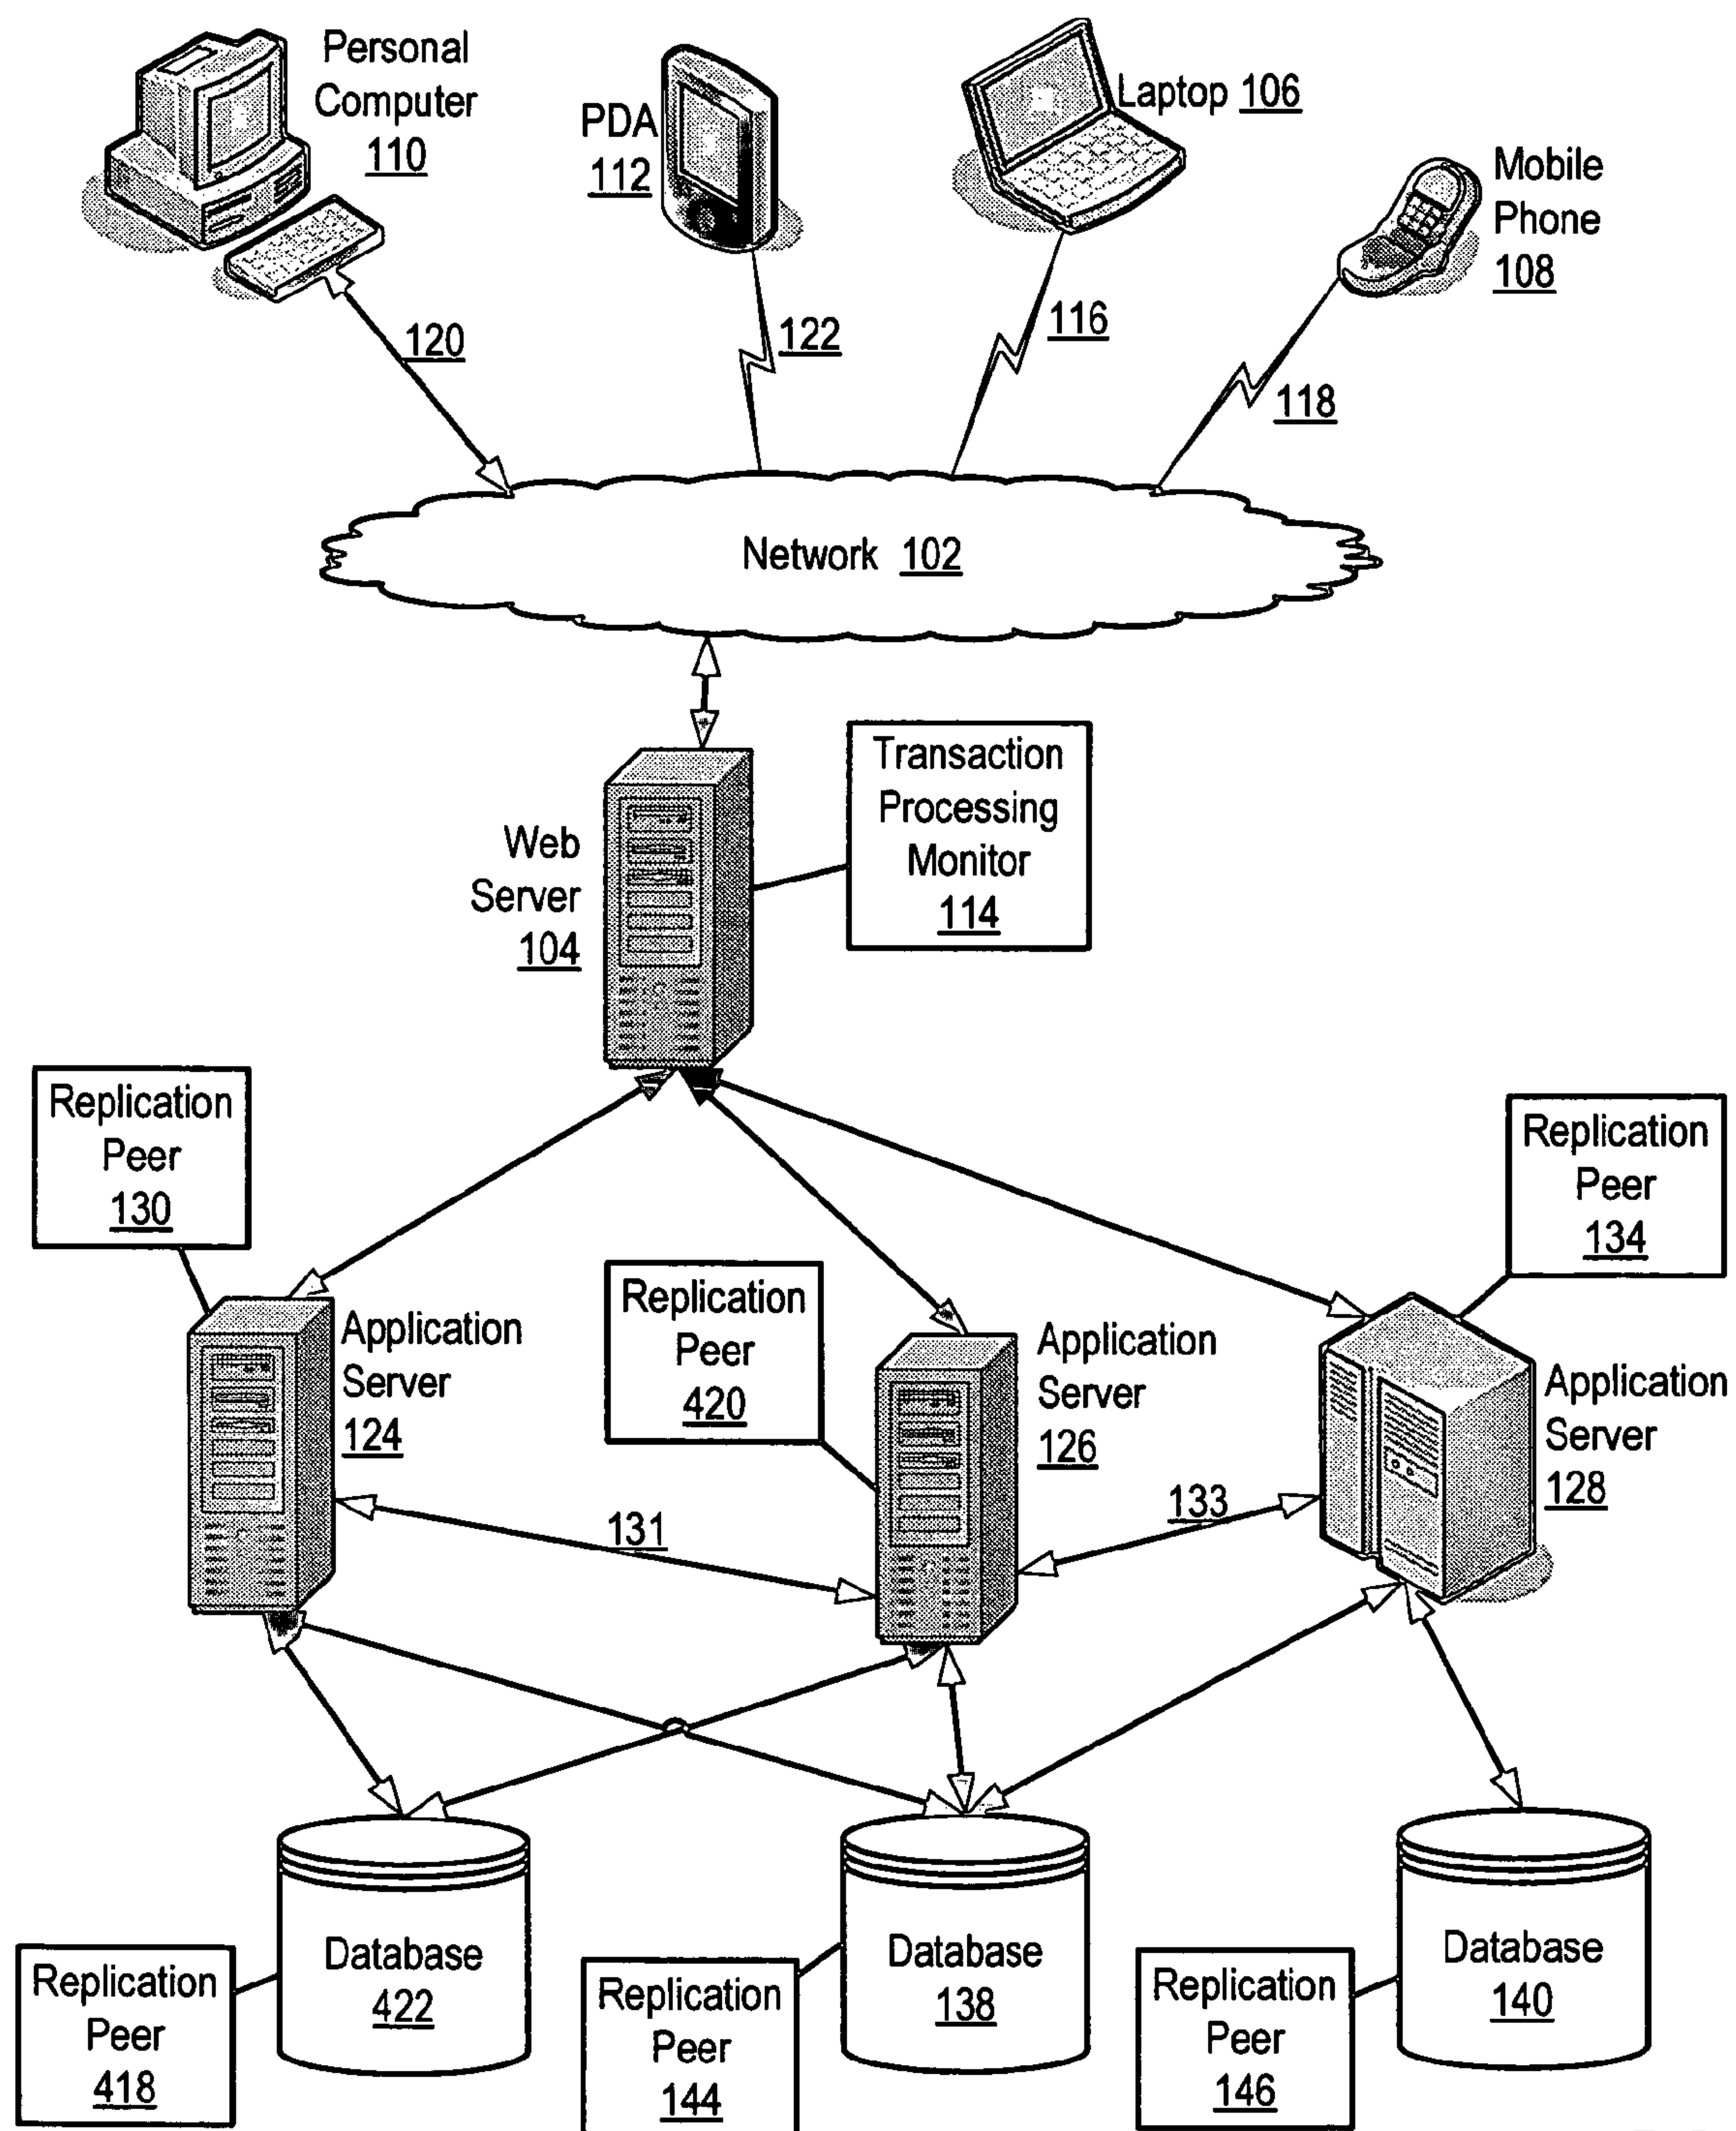 Personal
Computer
110
PDA
112
Laptop 106
Mobile
Phone
108
120
122
116
118
Network 102
Web
Server
104
Transaction
Processing
Monitor
114
Replication
Peer
130
Replication
Peer
134
Application
Server
124
Replication
Peer
420
Application
Server
126
Application
Server
128
131
133
Database
422
Replication
Peer
418
Database
138
Replication
Peer
144
Database
140
Replication
Peer
146